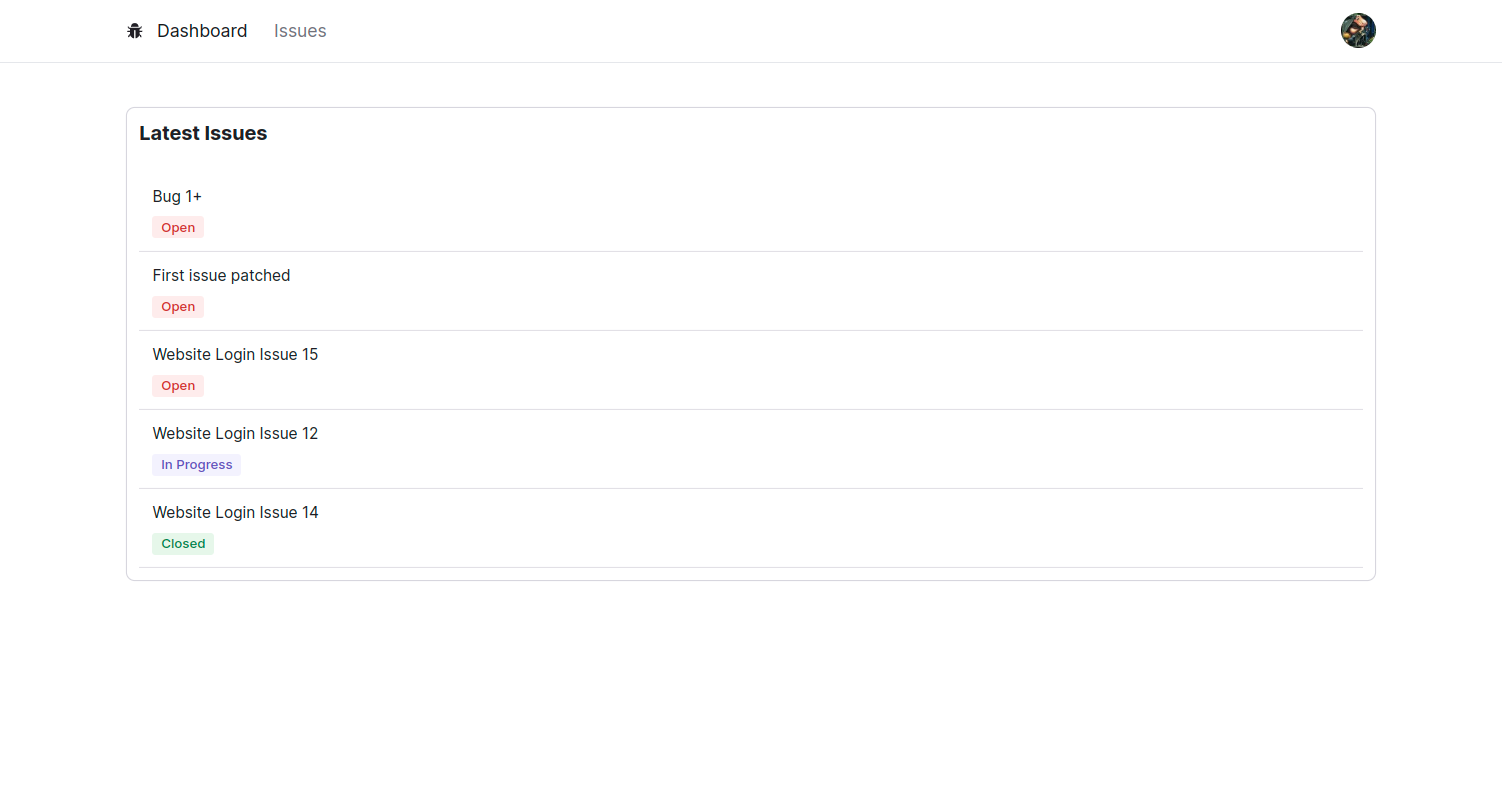 Dashboard Issues
Latest Issues
Bug 1+
Open
First issue patched
Open
Website Login Issue 15
Open
Website Login Issue 12
In Progress
Website Login Issue 14
Closed